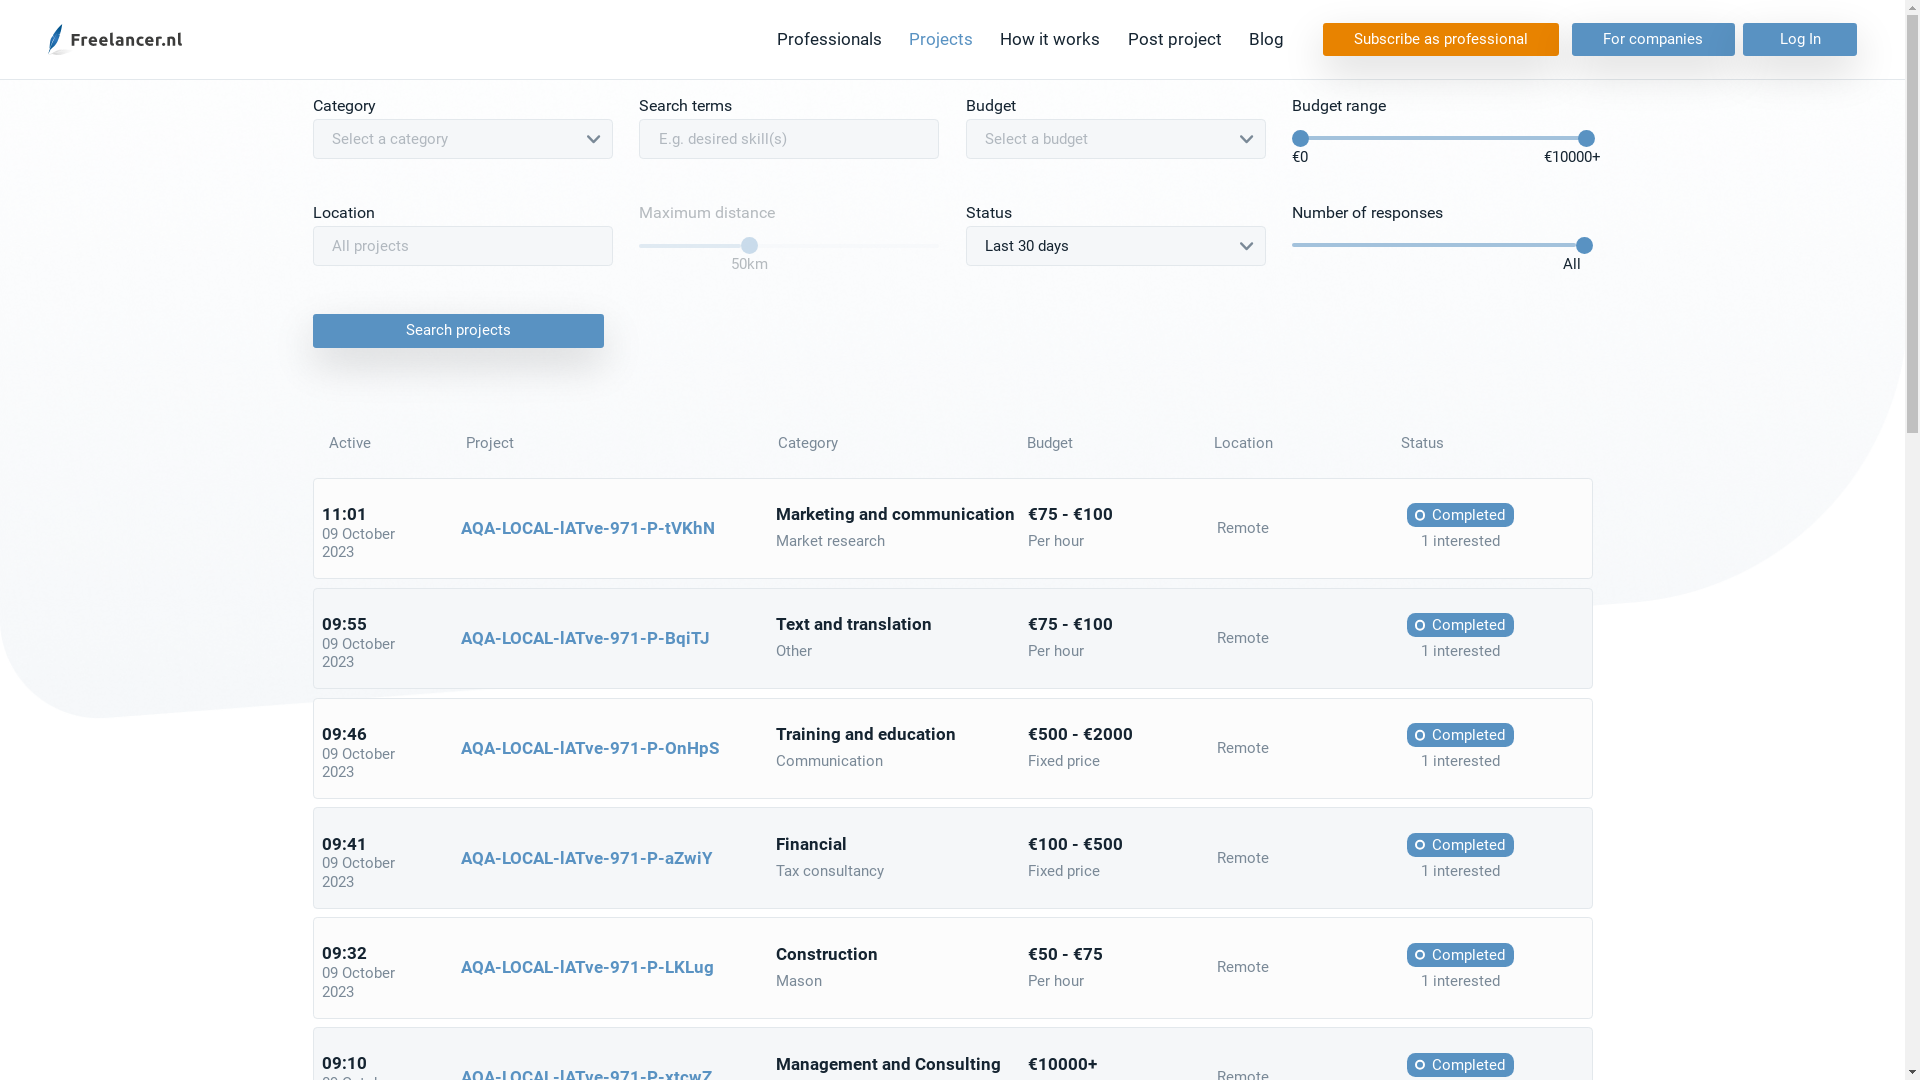 Freelancer.nl
Professionals
Projects
How it works
Post project
Blog
Subscribe as professional
For companies
Log In
Category
Search terms
Budget
Budget range
Select a category
E.g. desired skill(s)
Select a budget
€0
€10000+
Location
Maximum distance
Status
Number of responses
All projects
50km
Last 30 days
All
Search projects
Active
Project
Category
Budget
Location
Status
11:01
09 October
2023
AQA-LOCAL-lATve-971-P-tVKhN
Marketing and communication
Market research
€75 - €100
Per hour
Remote
Completed
1 interested
09:55
09 October
2023
AQA-LOCAL-lATve-971-P-BqiTJ
Text and translation
Other
€75 - €100
Per hour
Remote
Completed
1 interested
09:46
09 October
2023
AQA-LOCAL-lATve-971-P-OnHpS
Training and education
Communication
€500 - €2000
Fixed price
Remote
Completed
1 interested
09:41
09 October
2023
AQA-LOCAL-lATve-971-P-aZwiY
Financial
Tax consultancy
€100 - €500
Fixed price
Remote
Completed
1 interested
09:32
09 October
2023
AQA-LOCAL-lATve-971-P-LKLug
Construction
Mason
€50 - €75
Per hour
Remote
Completed
1 interested
09:10
09 October
AQA-LOCAL-lATve-971-P-xtcwZ
Management and Consulting
€10000+
Remote
Completed